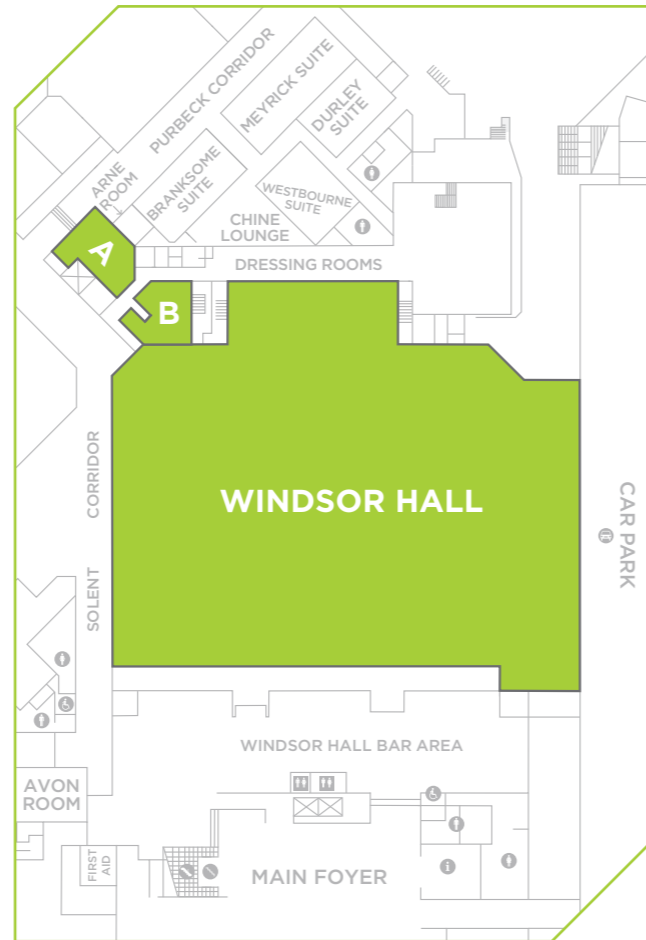 PURBECK CORRIDOR
MEYRICK SUITE
DURLEY
SUITE
ARNE
ROOM
BRANKSOME
SUITE
WESTBOURNE
SUITE
CHINE
LOUNGE
A
DRESSING ROOMS
B
CORRIDOR
WINDSOR HALL
CAR PARK
SOLENT
WINDSOR HALL BAR AREA
AVON
ROOM
FIRST
AID
MAIN FOYER
i